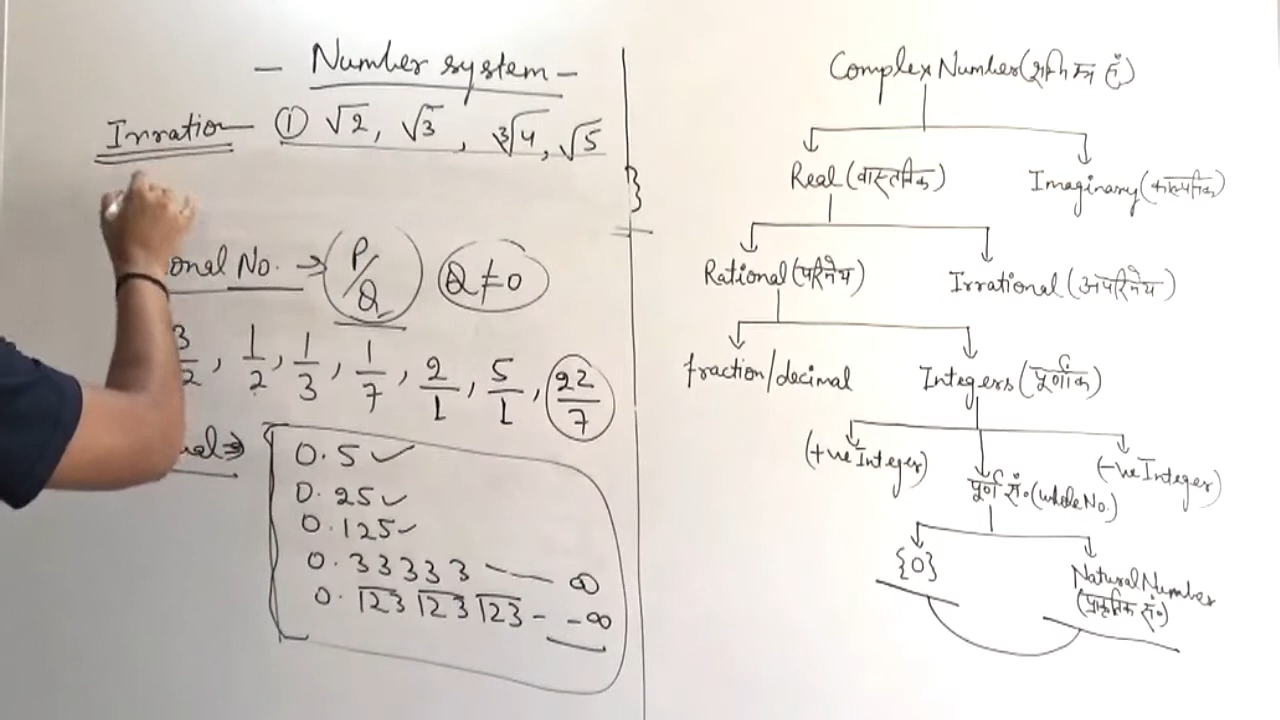 - Number system -
Irration ① √2, √3, ∛4, √5
onal No. → P/Q Q≠0
3/2, 1/2, 1/3, 1/7, 2/1, 5/1, 22/7
nal⇒
0.5 ✓
0.25 ✓
0.125 ✓
0.33333 —— ∞
0.123 123 123 - -∞
Complex Number(
Real (वास्तविक) Imaginary (काल्पनिक)
Rational (परिमेय) Irrational (अपरिमेय)
fraction/decimal Integers (पूर्णांक)
(+ve Integer) पूर्ण सं॰ (whole No.) (-ve Integer)
{0} Natural Number
(प्राकृतिक सं॰)